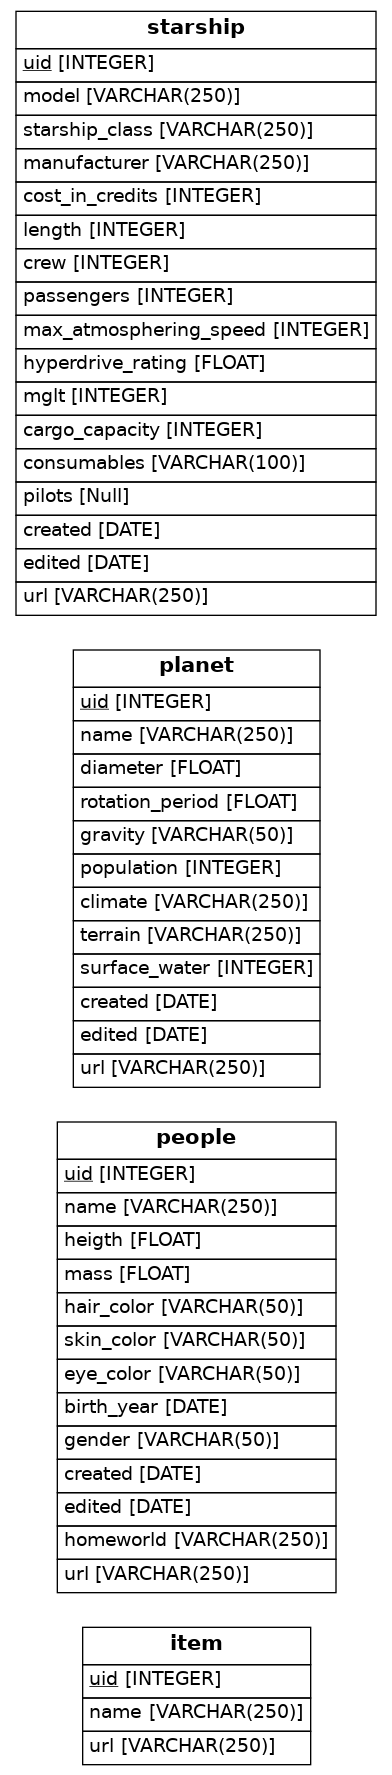 starship
uid [INTEGER]
model [VARCHAR(250)]
starship_class [VARCHAR(250)]
manufacturer [VARCHAR(250)]
cost_in_credits [INTEGER]
length [INTEGER]
crew [INTEGER]
passengers [INTEGER]
max_atmosphering_speed [INTEGER]
hyperdrive_rating [FLOAT]
mglt [INTEGER]
cargo_capacity [INTEGER]
consumables [VARCHAR(100)]
pilots [Null]
created [DATE]
edited [DATE]
url [VARCHAR(250)]
planet
uid [INTEGER]
name [VARCHAR(250)]
diameter [FLOAT]
rotation_period [FLOAT]
gravity [VARCHAR(50)]
population [INTEGER]
climate [VARCHAR(250)]
terrain [VARCHAR(250)]
surface_water [INTEGER]
created [DATE]
edited [DATE]
url [VARCHAR(250)]
people
uid [INTEGER]
name [VARCHAR(250)]
heigth [FLOAT]
mass [FLOAT]
hair_color [VARCHAR(50)]
skin_color [VARCHAR(50)]
eye_color [VARCHAR(50)]
birth_year [DATE]
gender [VARCHAR(50)]
created [DATE]
edited [DATE]
homeworld [VARCHAR(250)]
url [VARCHAR(250)]
item
uid [INTEGER]
name [VARCHAR(250)]
url [VARCHAR(250)]